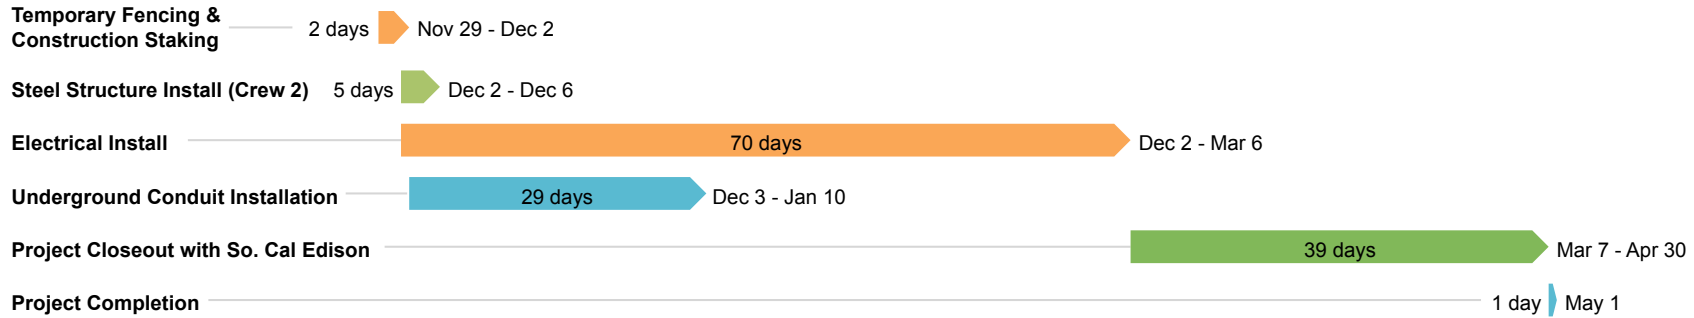 Temporary Fencing &
Construction Staking 2 days Nov 29 - Dec 2
Steel Structure Install (Crew 2) 5 days Dec 2 - Dec 6
Electrical Install 70 days Dec 2 - Mar 6
Underground Conduit Installation 29 days Dec 3 - Jan 10
Project Closeout with So. Cal Edison 39 days Mar 7 - Apr 30
Project Completion 1 day May 1